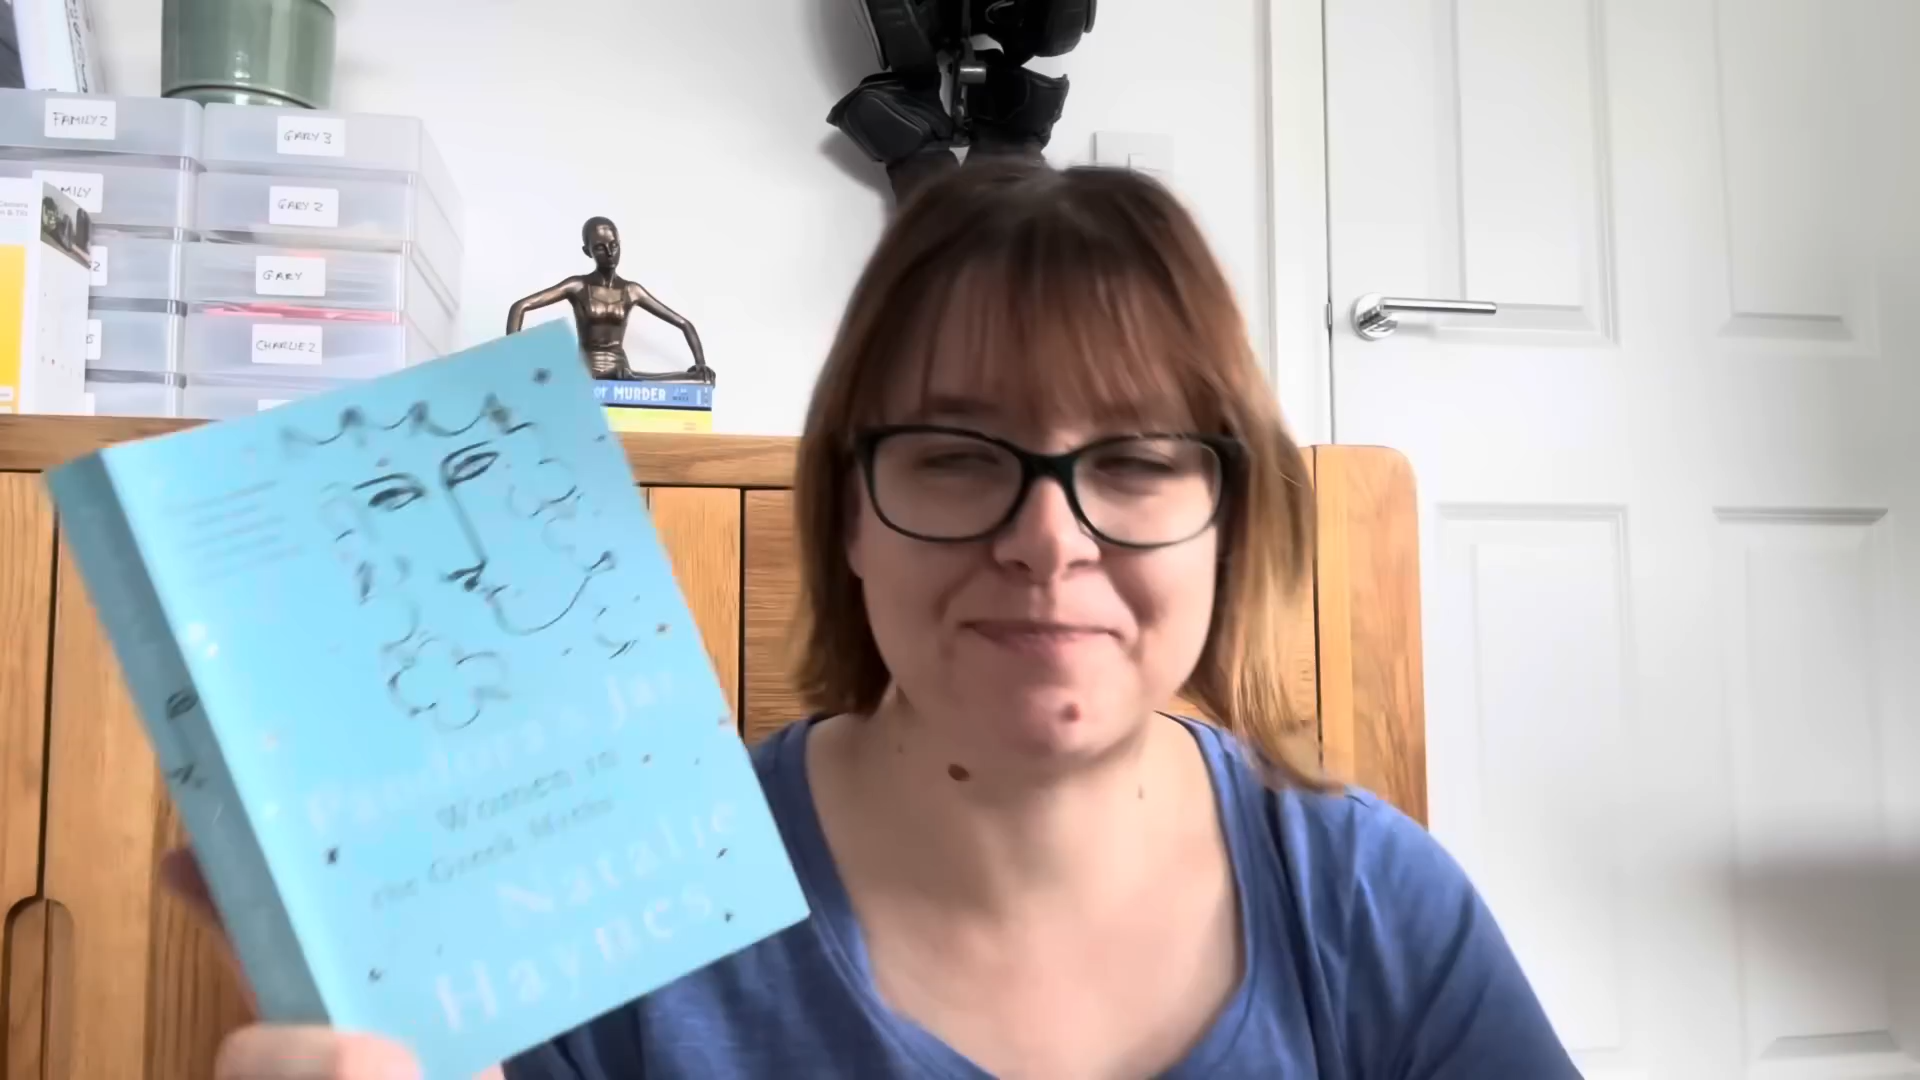 FAMILY 2
GARY 3
MILY
GARY 2
GARY
CHARLIE 2
OF MURDER
Pandora's Jar
Women in
the Greek Myths
Natalie
Haynes